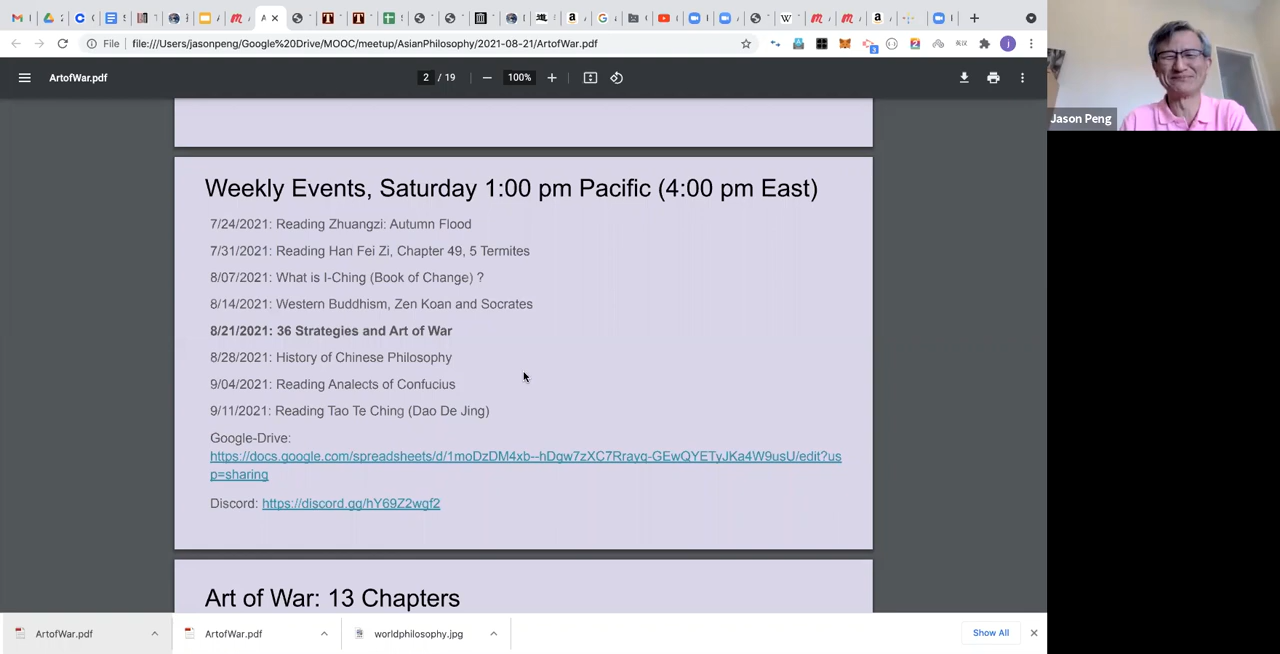 File
file:///Users/jasonpeng/Google%20Drive/MOOC/meetup/AsianPhilosophy/2021-08-21/ArtofWar.pdf
ArtofWar.pdf
2 / 19
100%
Jason Peng
Weekly Events, Saturday 1:00 pm Pacific (4:00 pm East)
7/24/2021: Reading Zhuangzi: Autumn Flood
7/31/2021: Reading Han Fei Zi, Chapter 49, 5 Termites
8/07/2021: What is I-Ching (Book of Change) ?
8/14/2021: Western Buddhism, Zen Koan and Socrates
8/21/2021: 36 Strategies and Art of War
8/28/2021: History of Chinese Philosophy
9/04/2021: Reading Analects of Confucius
9/11/2021: Reading Tao Te Ching (Dao De Jing)
Google-Drive:
https://docs.google.com/spreadsheets/d/1moDzDM4xb--hDgw7zXC7Rrayq-GEwQYETyJKa4W9usU/edit?us
p=sharing
Discord: https://discord.gg/hY69Z2wgf2
Art of War: 13 Chapters
ArtofWar.pdf
ArtofWar.pdf
worldphilosophy.jpg
Show All